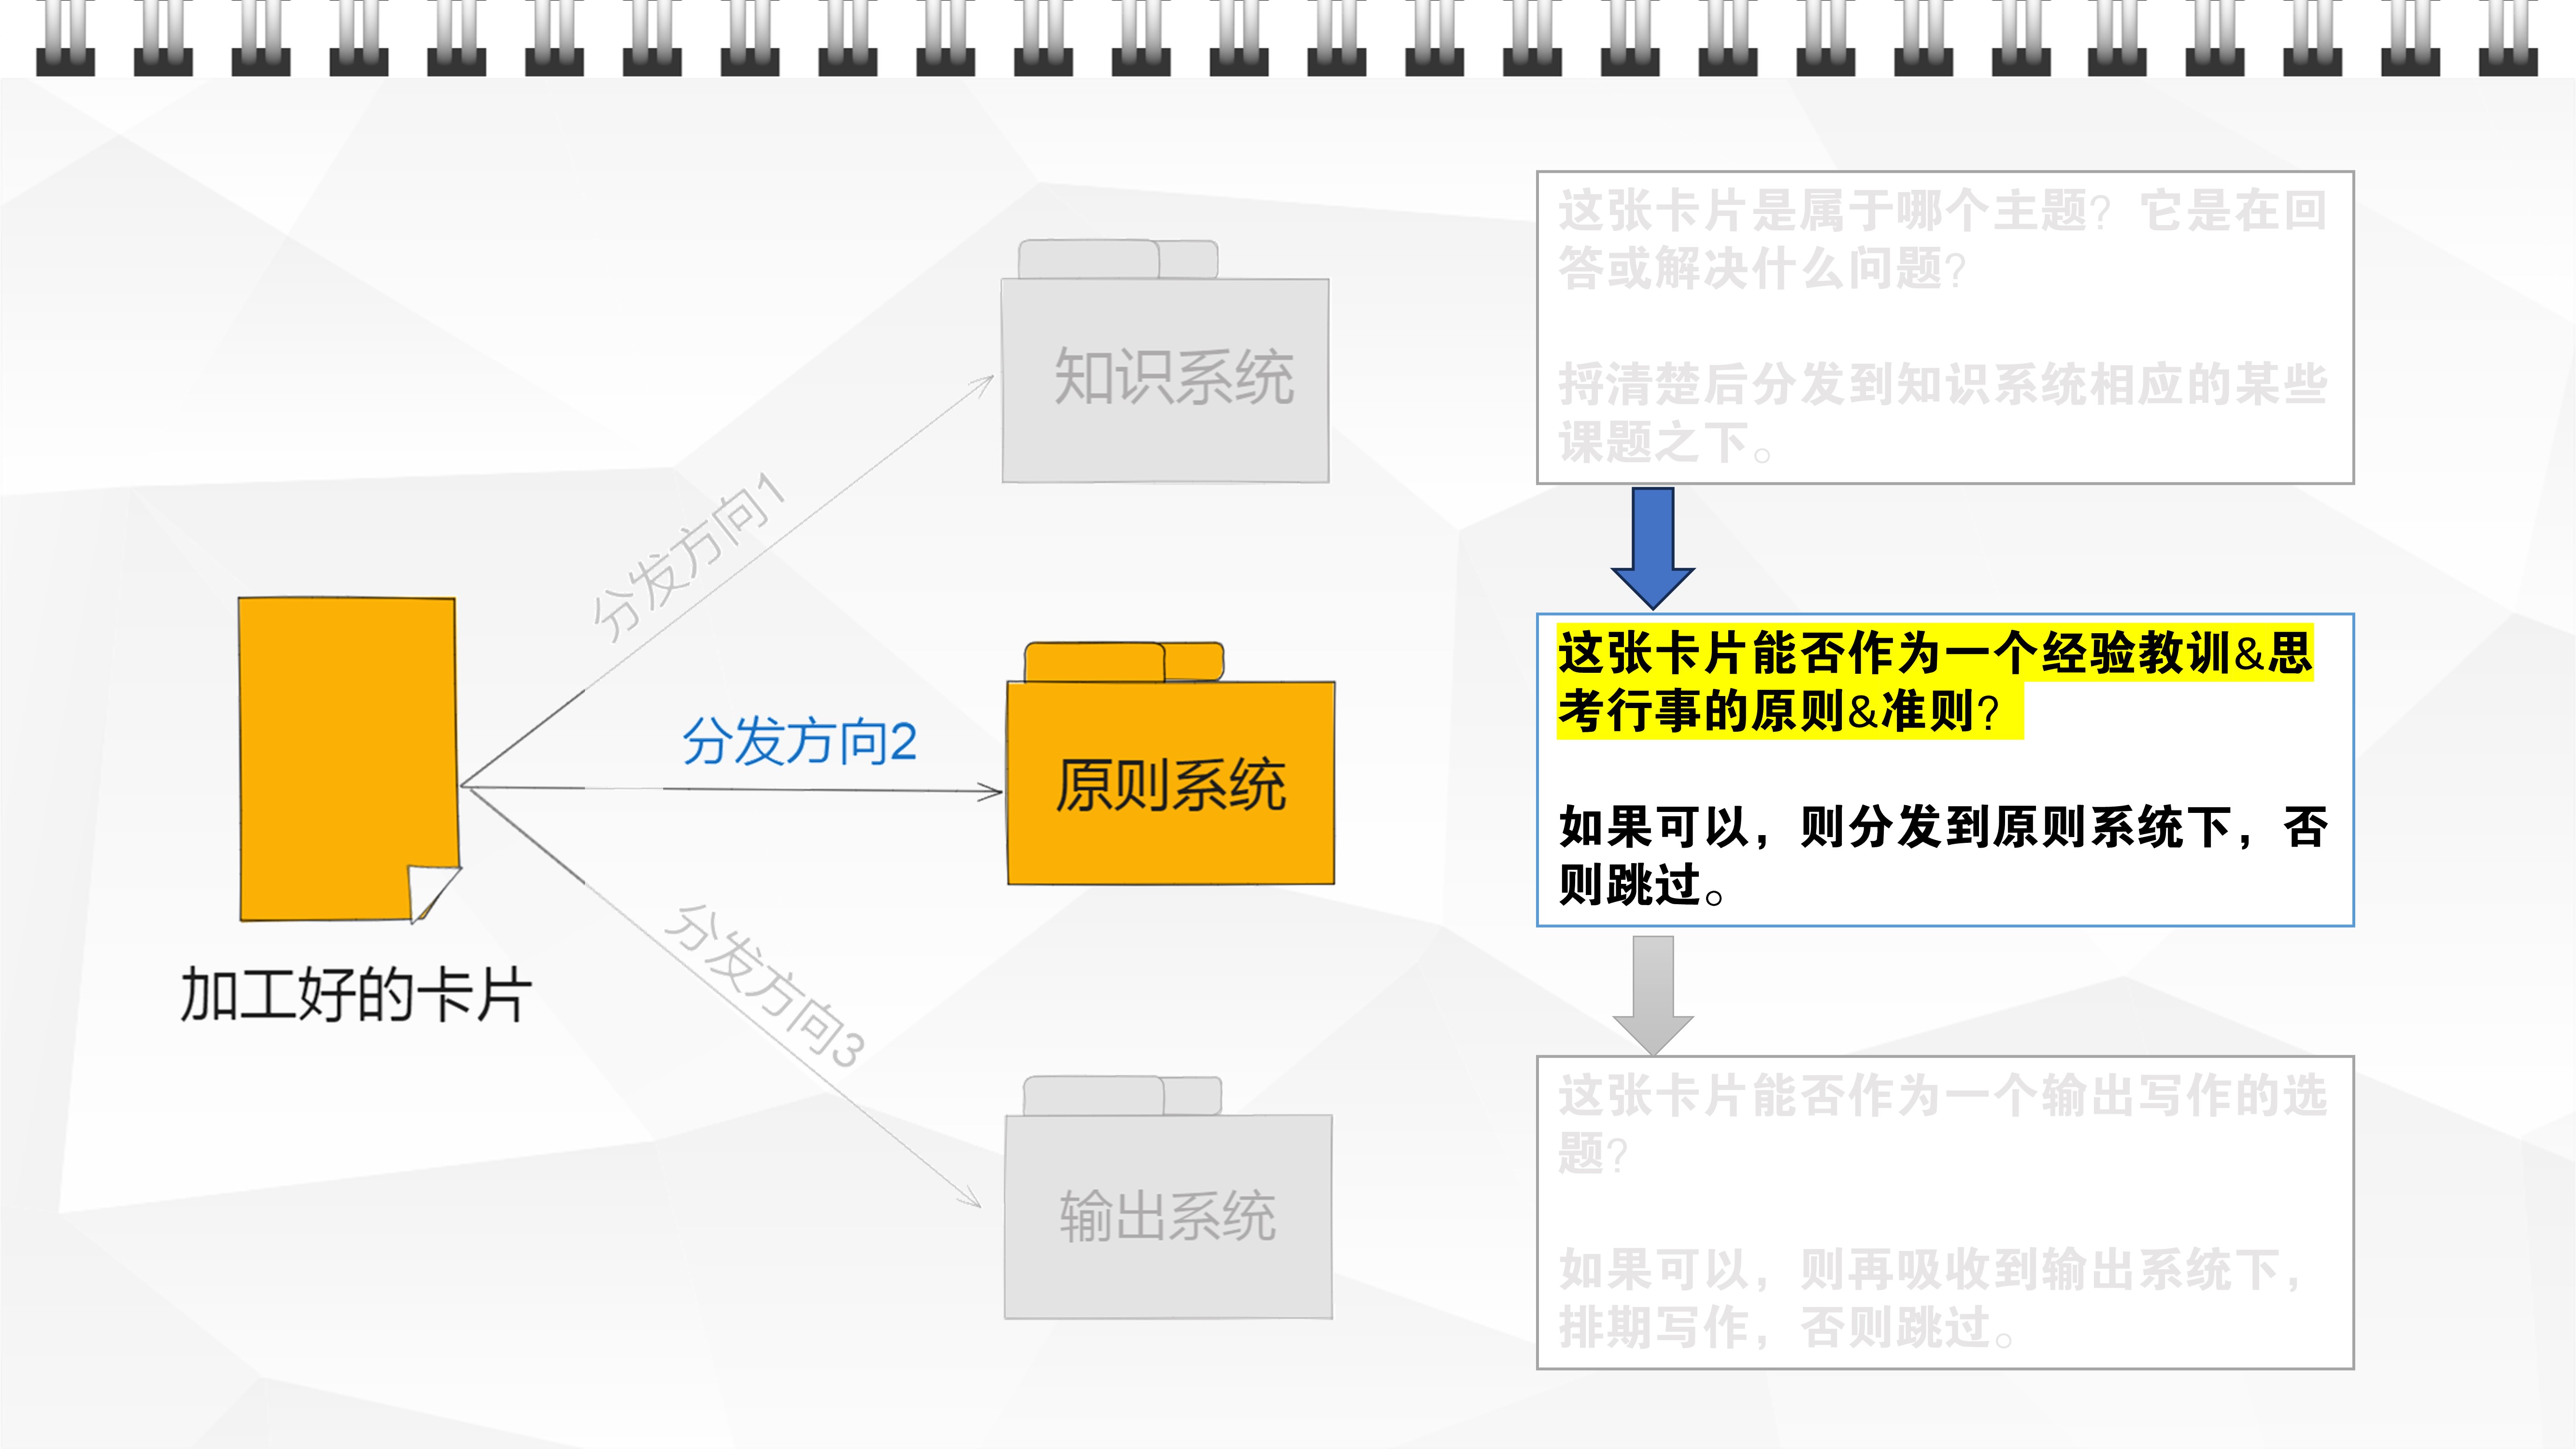 这张卡片是属于哪个主题？它是在回
答或解决什么问题？
捋清楚后分发到知识系统相应的某些
课题之下。
知识系统
分发方向1
这张卡片能否作为一个经验教训&思
考行事的原则&准则？
如果可以，则分发到原则系统下，否
则跳过。
分发方向2
原则系统
加工好的卡片
分发方向3
这张卡片能否作为一个输出写作的选
题？
如果可以，则再吸收到输出系统下，
排期写作，否则跳过。
输出系统